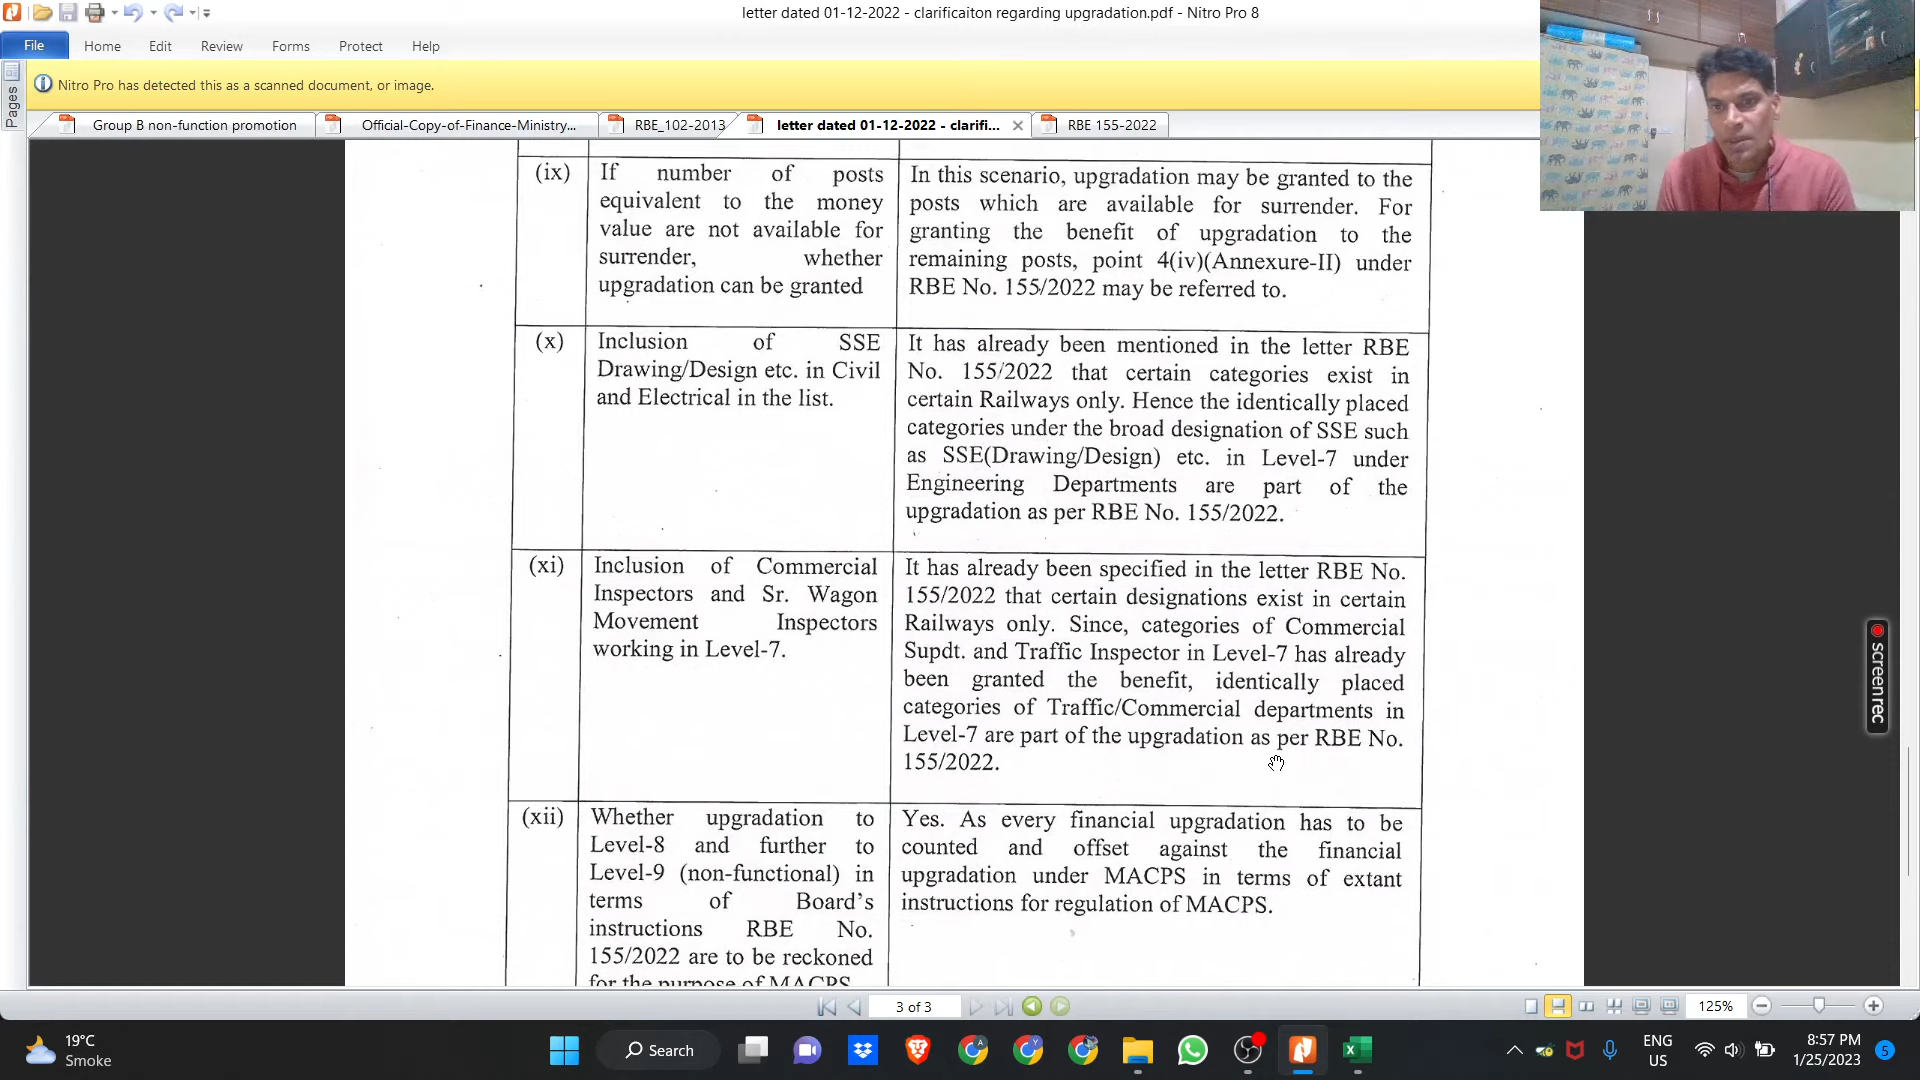 letter dated 01-12-2022 - clarificaiton regarding upgradation.pdf - Nitro Pro 8
File Home Edit Review Forms Protect Help
Nitro Pro has detected this as a scanned document, or image.
Pages
Group B non-function promotion
Official-Copy-of-Finance-Ministry...
RBE_102-2013
letter dated 01-12-2022 - clarifi...
RBE 155-2022
(ix)
If number of posts
equivalent to the money
value are not available for
surrender, whether
upgradation can be granted
In this scenario, upgradation may be granted to the
posts which are available for surrender. For
granting the benefit of upgradation to the
remaining posts, point 4(iv)(Annexure-II) under
RBE No. 155/2022 may be referred to.
(x)
Inclusion of SSE
Drawing/Design etc. in Civil
and Electrical in the list.
It has already been mentioned in the letter RBE
No. 155/2022 that certain categories exist in
certain Railways only. Hence the identically placed
categories under the broad designation of SSE such
as SSE(Drawing/Design) etc. in Level-7 under
Engineering Departments are part of the
upgradation as per RBE No. 155/2022.
(xi)
Inclusion of Commercial
Inspectors and Sr. Wagon
Movement Inspectors
working in Level-7.
It has already been specified in the letter RBE No.
155/2022 that certain designations exist in certain
Railways only. Since, categories of Commercial
Supdt. and Traffic Inspector in Level-7 has already
been granted the benefit, identically placed
categories of Traffic/Commercial departments in
Level-7 are part of the upgradation as per RBE No.
155/2022.
(xii)
Whether upgradation to
Level-8 and further to
Level-9 (non-functional) in
terms of Board's
instructions RBE No.
155/2022 are to be reckoned
for the purpose of MACPS
Yes. As every financial upgradation has to be
counted and offset against the financial
upgradation under MACPS in terms of extant
instructions for regulation of MACPS.
screenrec
3 of 3
125%
19°C
Smoke
Search
ENG
US
8:57 PM
1/25/2023
5